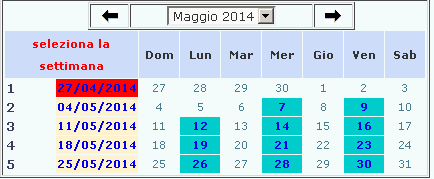 Maggio 2014
seleziona la settimana Dom Lun Mar Mer Gio Ven Sab
1 27/04/2014 27 28 29 30 1 2 3
2 04/05/2014 4 5 6 7 8 9 10
3 11/05/2014 11 12 13 14 15 16 17
4 18/05/2014 18 19 20 21 22 23 24
5 25/05/2014 25 26 27 28 29 30 31